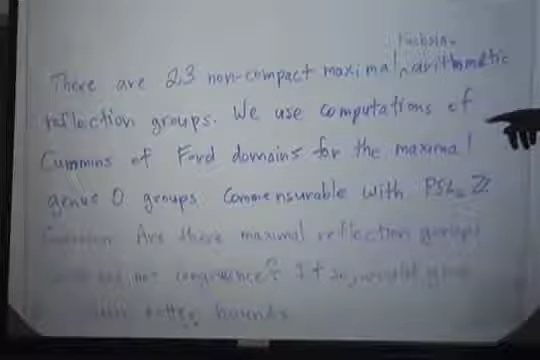 There are 23 non-compact maximal arithmetic
reflection groups. We use computations of
Cummins of Ford domains for the maximal
genus 0 groups commensurable with PSL₂ ℤ
Are there maximal reflection groups
not congruence? If so, would give
better bounds